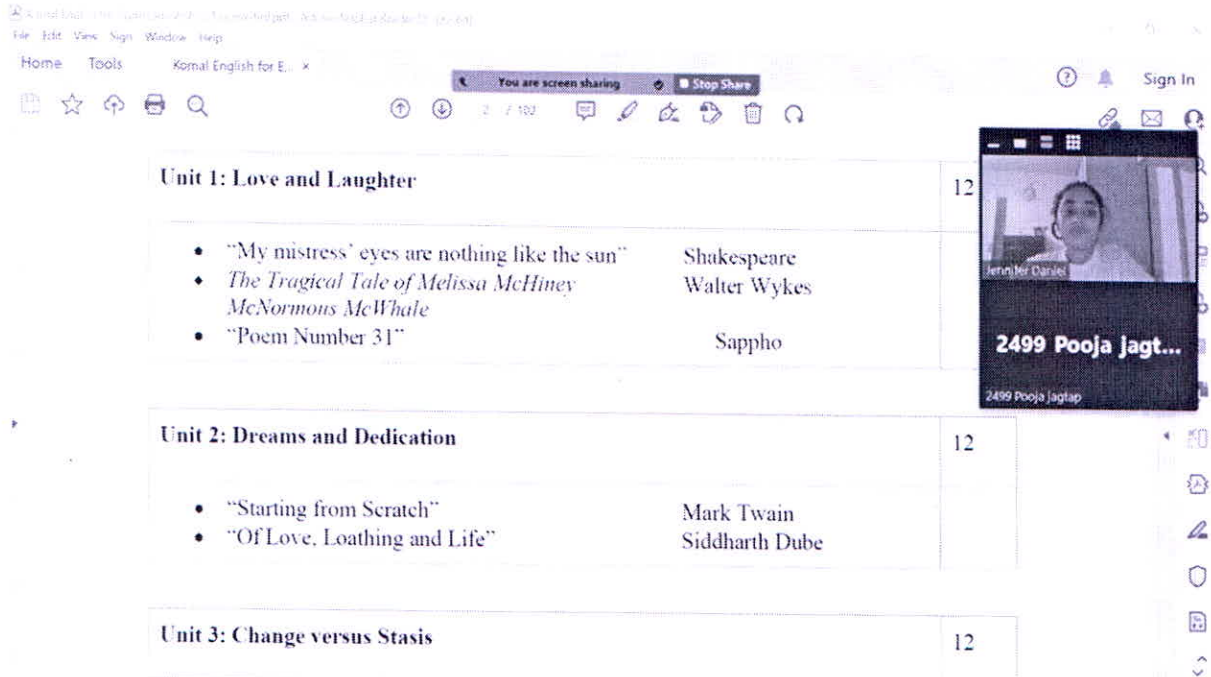 File Edit View Sign Window Help
Home Tools Komal English for E... ×
Sign In
You are screen sharing Stop Share
2 / 102
Unit 1: Love and Laughter 12
• “My mistress’ eyes are nothing like the sun” Shakespeare
• The Tragical Tale of Melissa McHiney Walter Wykes
McNormous McWhale
• “Poem Number 31” Sappho
Jennifer Daniel
2499 Pooja Jagt...
2499 Pooja Jagtap
Unit 2: Dreams and Dedication 12
• “Starting from Scratch” Mark Twain
• “Of Love, Loathing and Life” Siddharth Dube
Unit 3: Change versus Stasis 12